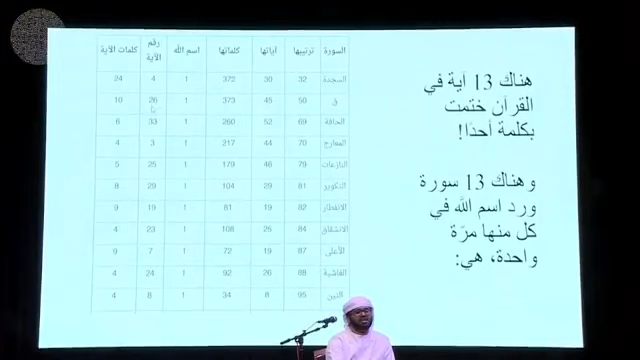 هناك 13 آية في
القرآن ختمت
بكلمة أحدًا!
وهناك 13 سورة
ورد اسم الله في
كل منها مرّة
واحدة، هي:
السورة ترتيبها آياتها كلماتها اسم الله رقم الآية كلمات الآية
السجدة 32 30 372 1 4 24
ق 50 45 373 1 26 10
الحاقة 69 52 260 1 33 6
المعارج 70 44 217 1 3 4
النازعات 79 46 179 1 25 5
التكوير 81 29 104 1 29 8
الانفطار 82 19 81 1 19 9
الانشقاق 84 25 108 1 23 4
الأعلى 87 19 72 1 7 9
الغاشية 88 26 92 1 24 4
التين 95 8 34 1 8 4